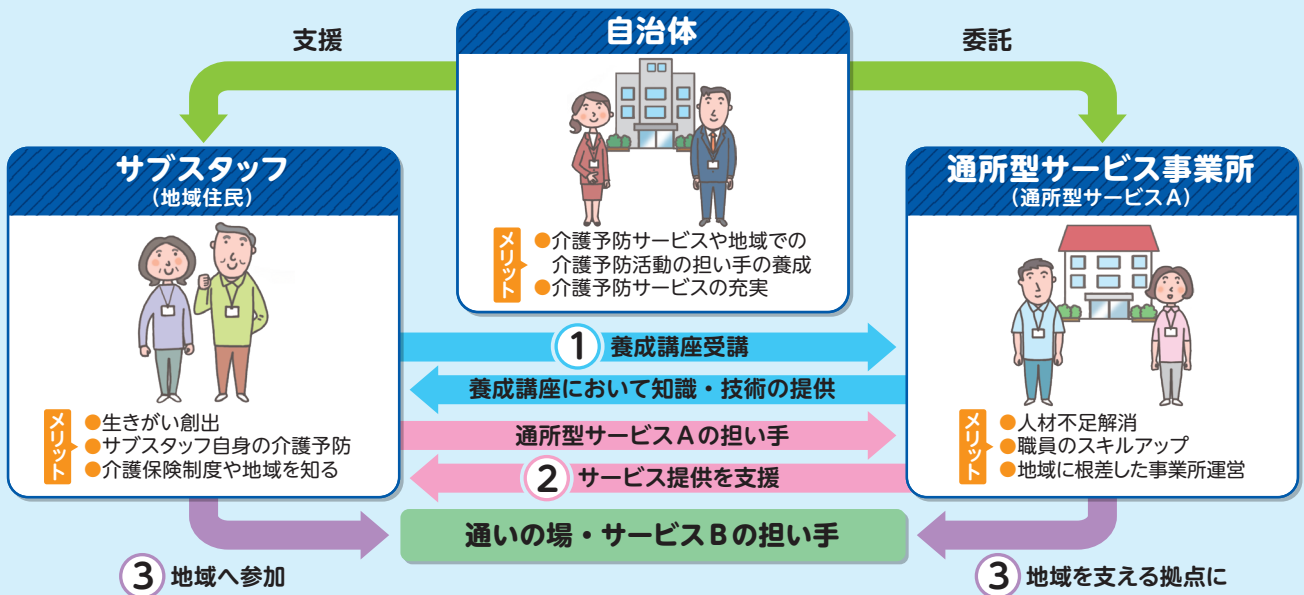 支援
自治体
委託
メリット
●介護予防サービスや地域での
介護予防活動の担い手の養成
●介護予防サービスの充実
サブスタッフ
(地域住民)
メリット
●生きがい創出
●サブスタッフ自身の介護予防
●介護保険制度や地域を知る
通所型サービス事業所
(通所型サービスA)
メリット
●人材不足解消
●職員のスキルアップ
●地域に根差した事業所運営
① 養成講座受講
養成講座において知識・技術の提供
通所型サービスAの担い手
② サービス提供を支援
通いの場・サービスBの担い手
③ 地域へ参加
③ 地域を支える拠点に